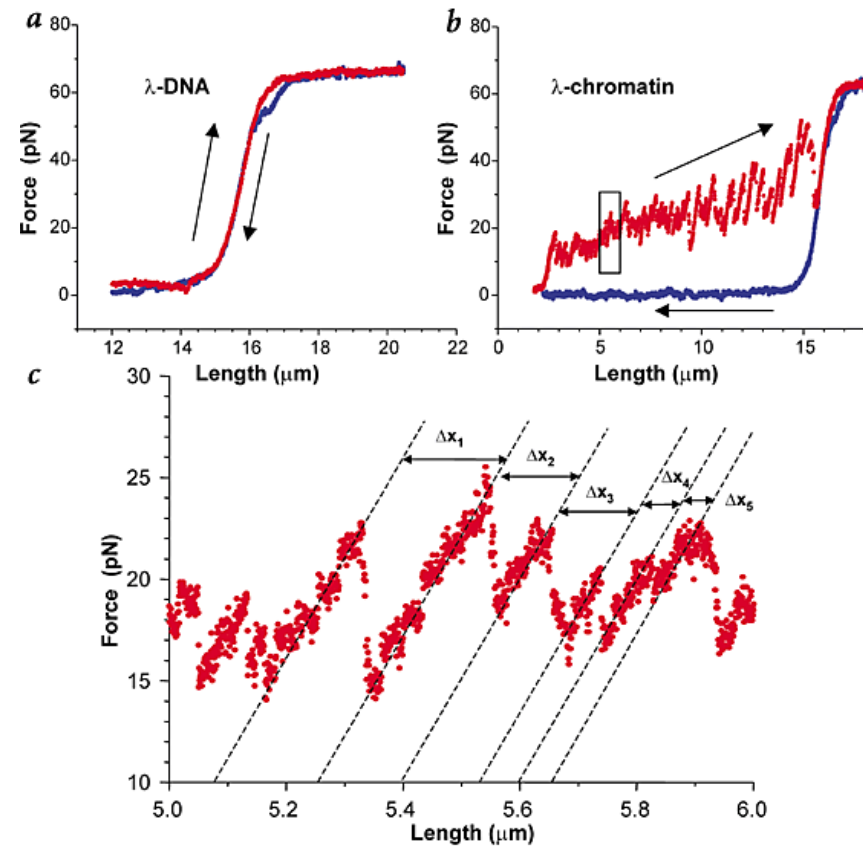 a
b
80
60
40
20
0
Force (pN)
λ-DNA
12 14 16 18 20 22
Length (μm)
80
60
40
20
0
Force (pN)
λ-chromatin
0 5 10 15
Length (μm)
c
30
25
20
15
10
Force (pN)
Δx1
Δx2
Δx3
Δx4
Δx5
5.0 5.2 5.4 5.6 5.8 6.0
Length (μm)